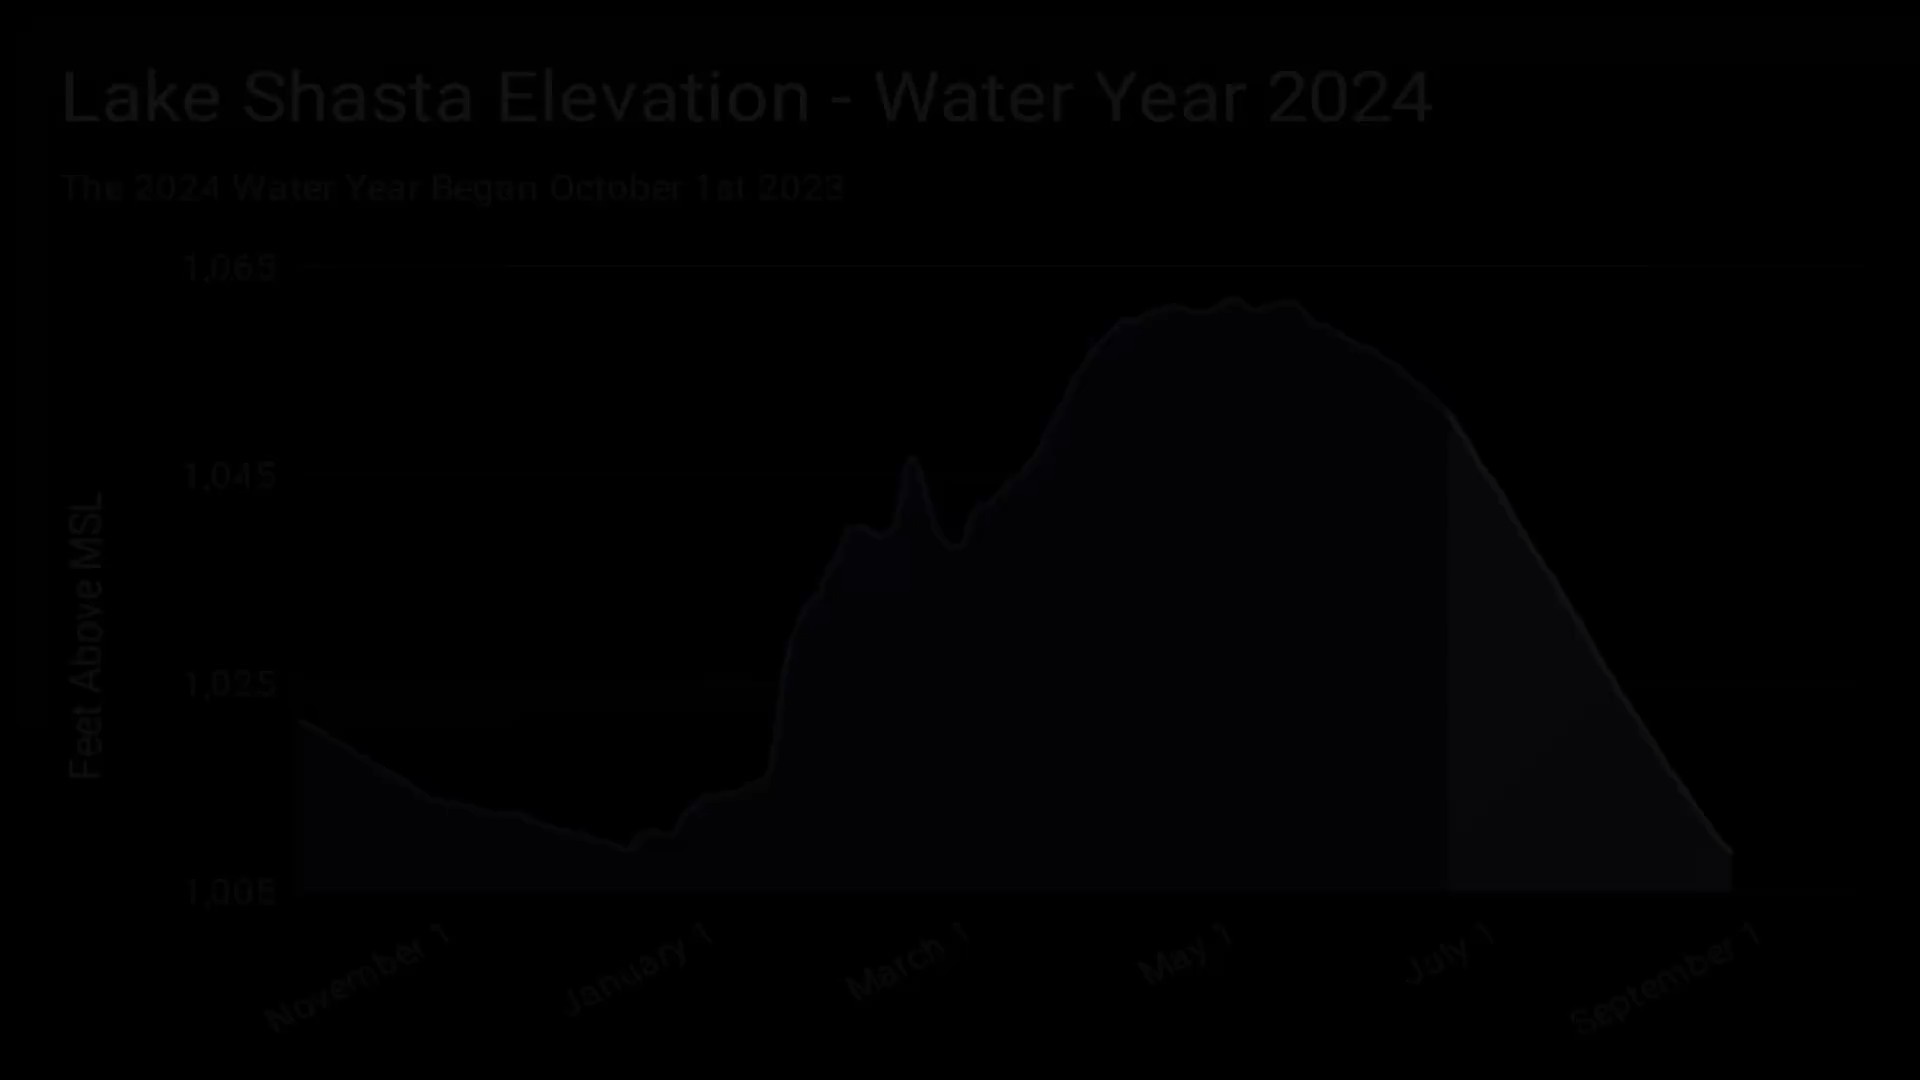 Lake Shasta Elevation - Water Year 2024
The 2024 Water Year Began October 1st 2023
1,065
1,045
1,025
1,005
Feet Above MSL
November 1
January 1
March 1
May 1
July 1
September 1